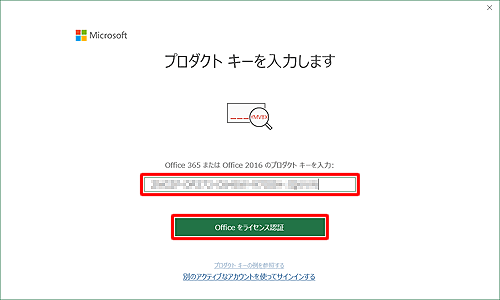 Microsoft
プロダクト キーを入力します
Office 365 または Office 2016 のプロダクト キーを入力:
Office をライセンス認証
プロダクト キーの例を参照する
別のアクティブなアカウントを使ってサインインする